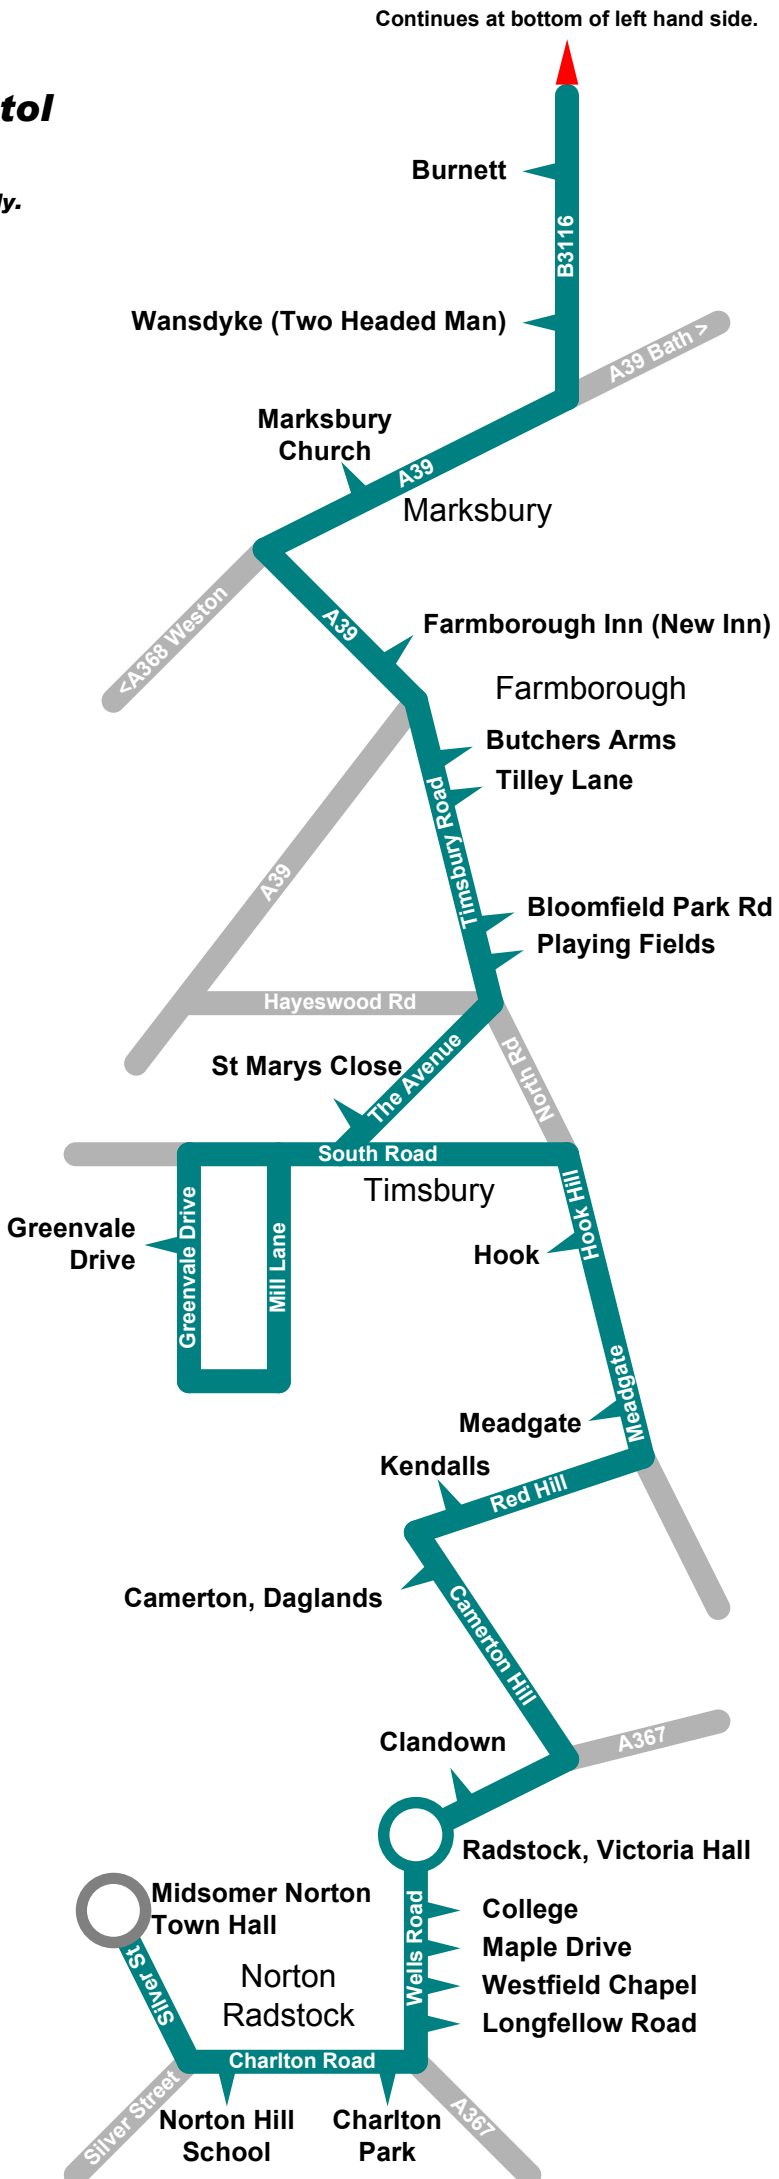 Continues at bottom of left hand side.
tol
Burnett
ly.
B3116
Wansdyke (Two Headed Man)
A39 Bath >
Marksbury
Church
A39
Marksbury
<A368 Weston
A39
Farmborough Inn (New Inn)
Farmborough
Butchers Arms
Tilley Lane
Timsbury Road
A39
Bloomfield Park Rd
Playing Fields
Hayeswood Rd
North Rd
St Marys Close
The Avenue
South Road
Timsbury
Greenvale
Drive
Greenvale Drive
Mill Lane
Hook Hill
Hook
Meadgate
Meadgate
Kendalls
Red Hill
Camerton, Daglands
Camerton Hill
Clandown
A367
Radstock, Victoria Hall
Midsomer Norton
Town Hall
Wells Road
College
Maple Drive
Westfield Chapel
Longfellow Road
Silver St
Norton
Radstock
Charlton Road
Silver Street
Norton Hill
School
Charlton
Park
A367